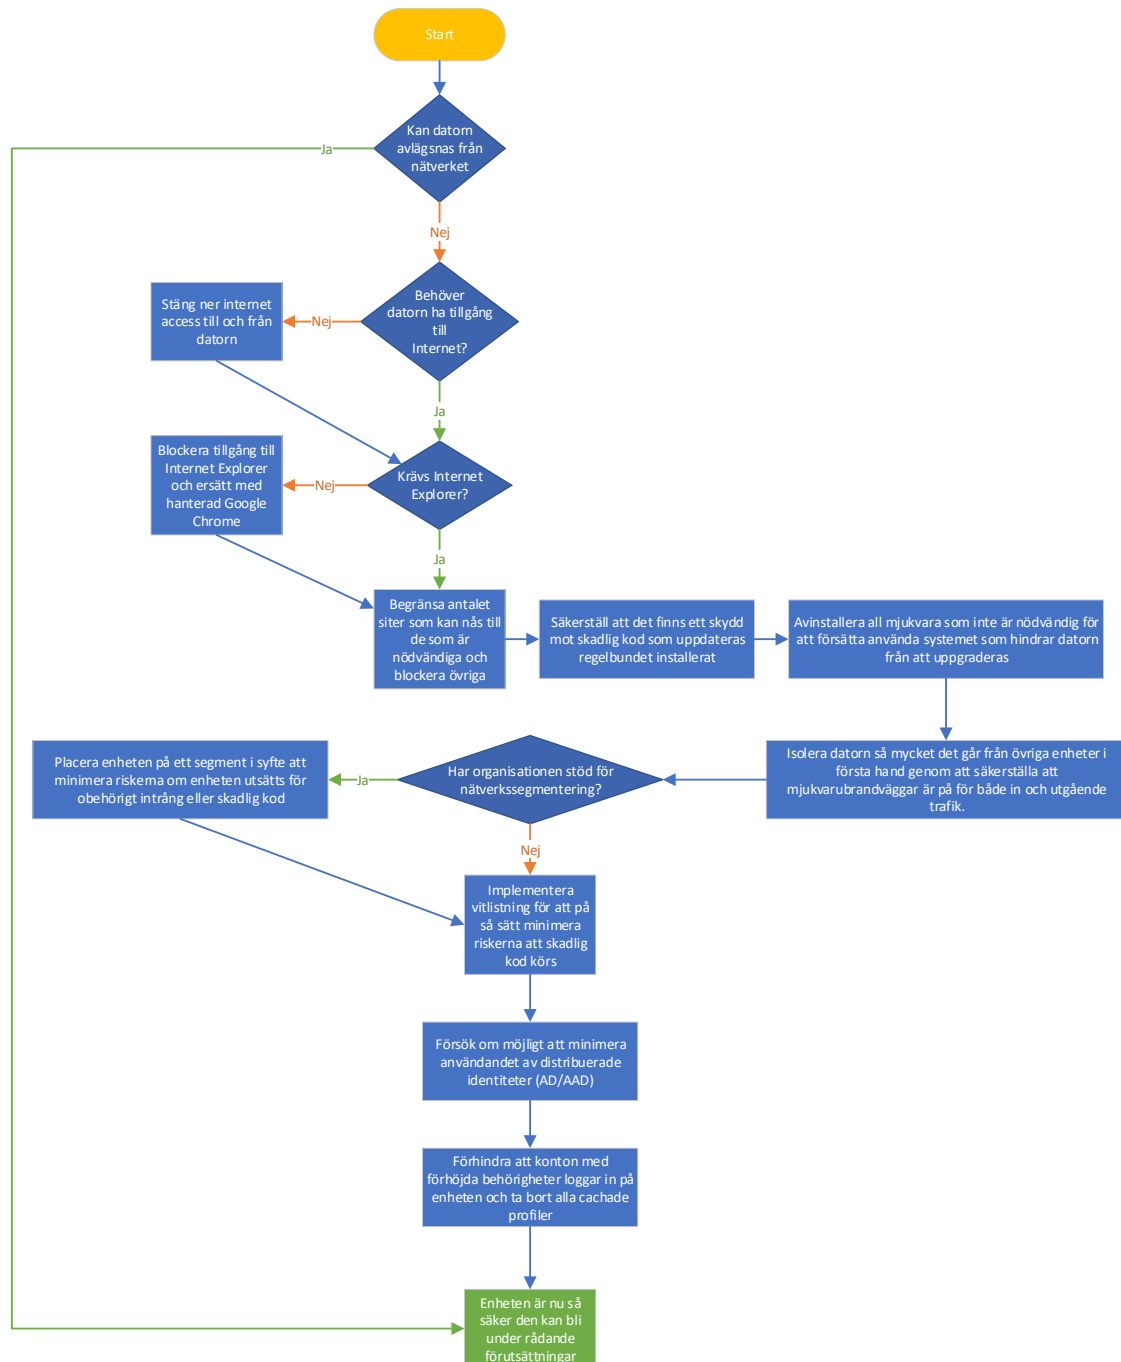 Start
Kan datorn
avlägsnas från
nätverket
Ja
Nej
Behöver
datorn ha tillgång
till
Internet?
Nej
Stäng ner internet
access till och från
datorn
Ja
Krävs Internet
Explorer?
Nej
Blockera tillgång till
Internet Explorer
och ersätt med
hanterad Google
Chrome
Ja
Begränsa antalet
siter som kan nås till
de som är
nödvändiga och
blockera övriga
Säkerställ att det finns ett skydd
mot skadlig kod som uppdateras
regelbundet installerat
Avinstallera all mjukvara som inte är nödvändig för
att försätta använda systemet som hindrar datorn
från att uppgraderas
Isolera datorn så mycket det går från övriga enheter i
första hand genom att säkerställa att
mjukvarubrandväggar är på för både in och utgående
trafik.
Har organisationen stöd för
nätverkssegmentering?
Ja
Placera enheten på ett segment i syfte att
minimera riskerna om enheten utsätts för
obehörigt intrång eller skadlig kod
Nej
Implementera
vitlistning för att på
så sätt minimera
riskerna att skadlig
kod körs
Försök om möjligt att minimera
användandet av distribuerade
identiteter (AD/AAD)
Förhindra att konton med
förhöjda behörigheter loggar in på
enheten och ta bort alla cachade
profiler
Enheten är nu så
säker den kan bli
under rådande
förutsättningar